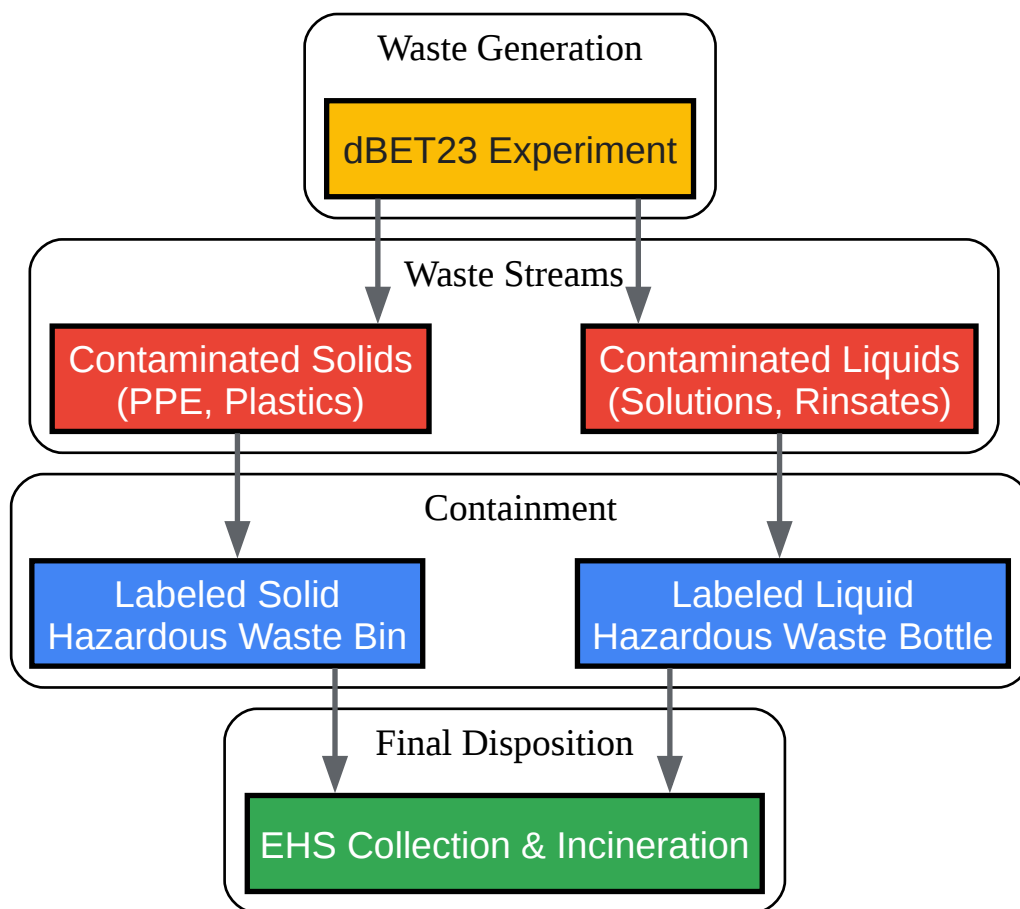 Waste Generation
dBET23 Experiment
Waste Streams
Contaminated Solids
(PPE, Plastics)
Contaminated Liquids
(Solutions, Rinsates)
Containment
Labeled Solid
Hazardous Waste Bin
Labeled Liquid
Hazardous Waste Bottle
Final Disposition
EHS Collection & Incineration